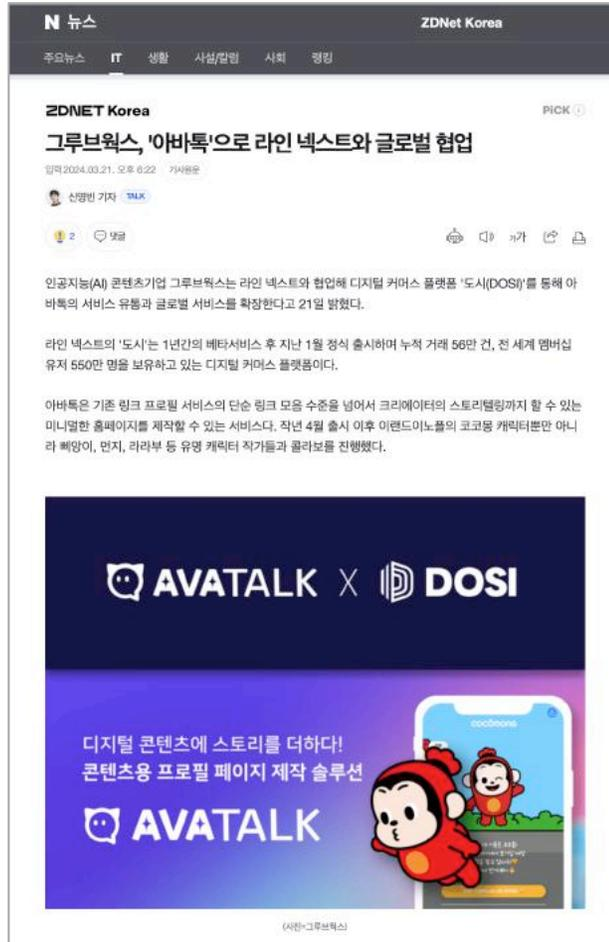 N 뉴스
ZDNet Korea
주요뉴스 IT 생활 사설/칼럼 사회 랭킹
ZDNET Korea
PiCK
그루브웍스, '아바톡'으로 라인 넥스트와 글로벌 협업
입력 2024.03.21. 오후 6:22 기사원문
신영빈 기자 TALK
2 댓글
가가
인공지능(AI) 콘텐츠기업 그루브웍스는 라인 넥스트와 협업해 디지털 커머스 플랫폼 '도시(DOSI)'를 통해 아
바톡의 서비스 유통과 글로벌 서비스를 확장한다고 21일 밝혔다.
라인 넥스트의 '도시'는 1년간의 베타서비스 후 지난 1월 정식 출시하며 누적 거래 56만 건, 전 세계 멤버십
유저 550만 명을 보유하고 있는 디지털 커머스 플랫폼이다.
아바톡은 기존 링크 프로필 서비스의 단순 링크 모음 수준을 넘어서 크리에이터의 스토리텔링까지 할 수 있는
미니멀한 홈페이지를 제작할 수 있는 서비스다. 작년 4월 출시 이후 이랜드이노플의 코코몽 캐릭터뿐만 아니
라 삐앙이, 먼지, 라라부 등 유명 캐릭터 작가들과 콜라보를 진행했다.
AVATALK X DOSI
디지털 콘텐츠에 스토리를 더하다!
콘텐츠용 프로필 페이지 제작 솔루션
AVATALK
cocomong
(사진=그루브웍스)